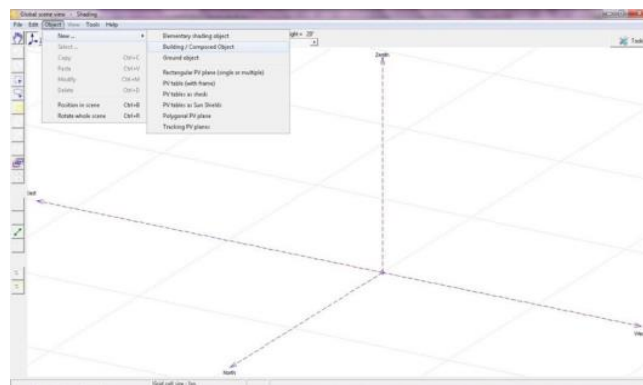 Global scene view - Shading
File Edit Object View Tools Help
New ...
Select ...
Copy Ctrl+C
Paste Ctrl+V
Modify Ctrl+M
Delete Ctrl+D
Position in scene Ctrl+B
Rotate whole scene Ctrl+R
Elementary shading object
Building / Composed Object
Ground object
Rectangular PV plane (single or multiple)
PV table (with frame)
PV tables as sheds
PV tables as Sun Shields
Polygonal PV plane
Tracking PV planes
Zenith
East
West
North